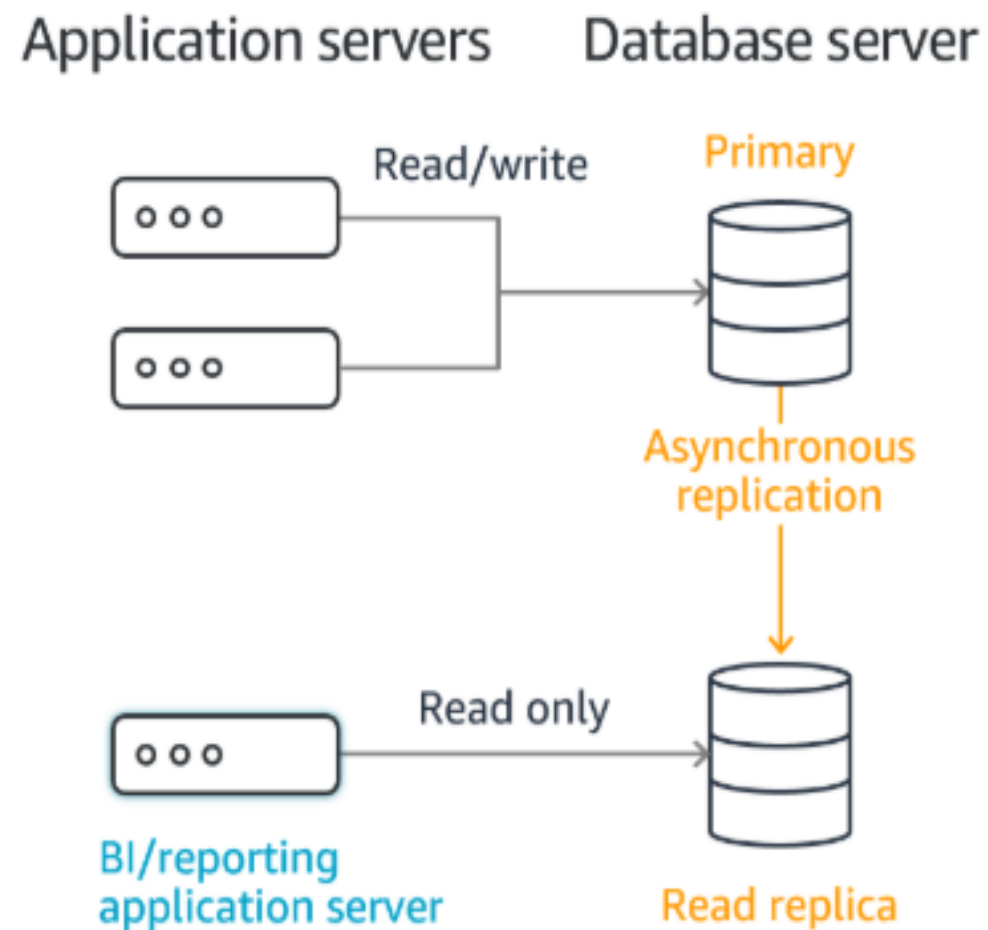 Application servers
Database server
Read/write
Primary
Asynchronous
replication
Read only
BI/reporting
application server
Read replica